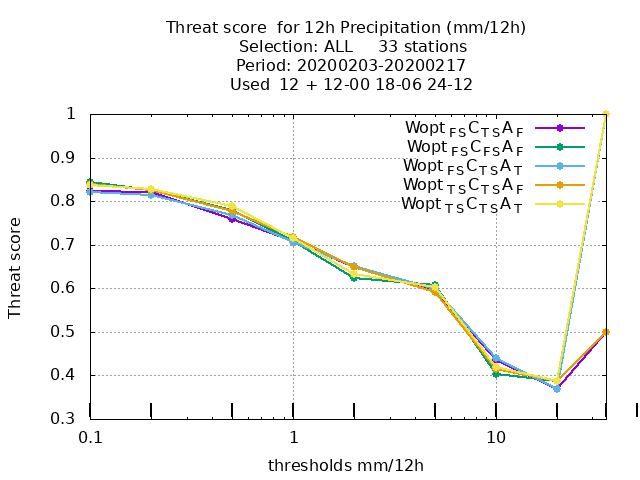 Threat score  for 12h Precipitation (mm/12h)
Selection: ALL     33 stations
Period: 20200203-20200217
Used  12 + 12-00 18-06 24-12
1
0.9
0.8
0.7
0.6
0.5
0.4
0.3
Threat score
Wopt FS C TS A F
Wopt FS C FS A F
Wopt FS C TS A T
Wopt TS C TS A F
Wopt TS C TS A T
0.1 1 10
thresholds mm/12h